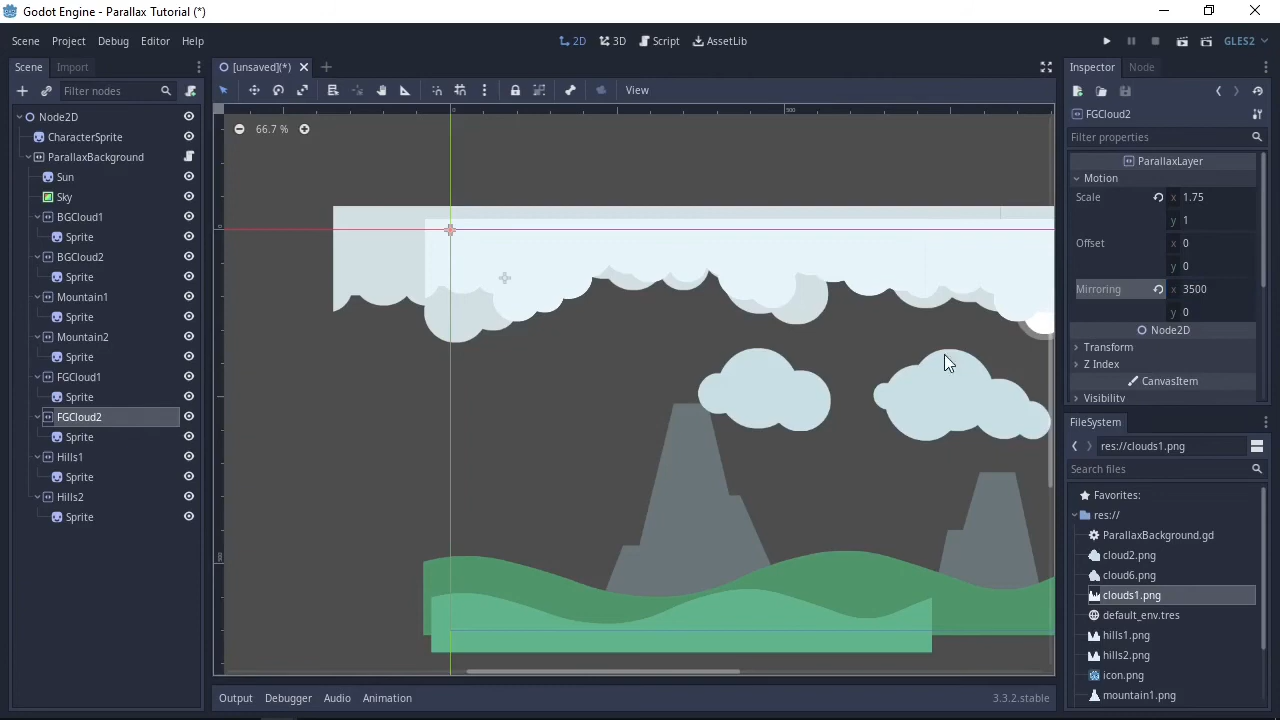 Godot Engine - Parallax Tutorial (*)
Scene Project Debug Editor Help
2D 3D Script AssetLib
GLES2
Scene Import
[unsaved](*)
Inspector Node
Filter nodes
View
FGCloud2
Node2D
0
500
66.7 %
CharacterSprite
Filter properties
ParallaxBackground
ParallaxLayer
Sun
Motion
Sky
Scale x 1.75
BGCloud1
y 1
Sprite
Offset x 0
BGCloud2
y 0
Sprite
Mirroring x 3500
Mountain1
y 0
Sprite
Node2D
Mountain2
Transform
Sprite
Z Index
FGCloud1
CanvasItem
Sprite
Visibility
FGCloud2
FileSystem
Sprite
res://clouds1.png
Hills1
Search files
Sprite
Favorites:
Hills2
res://
Sprite
ParallaxBackground.gd
cloud2.png
cloud6.png
clouds1.png
default_env.tres
hills1.png
hills2.png
icon.png
mountain1.png
0
500
Output Debugger Audio Animation
3.3.2.stable